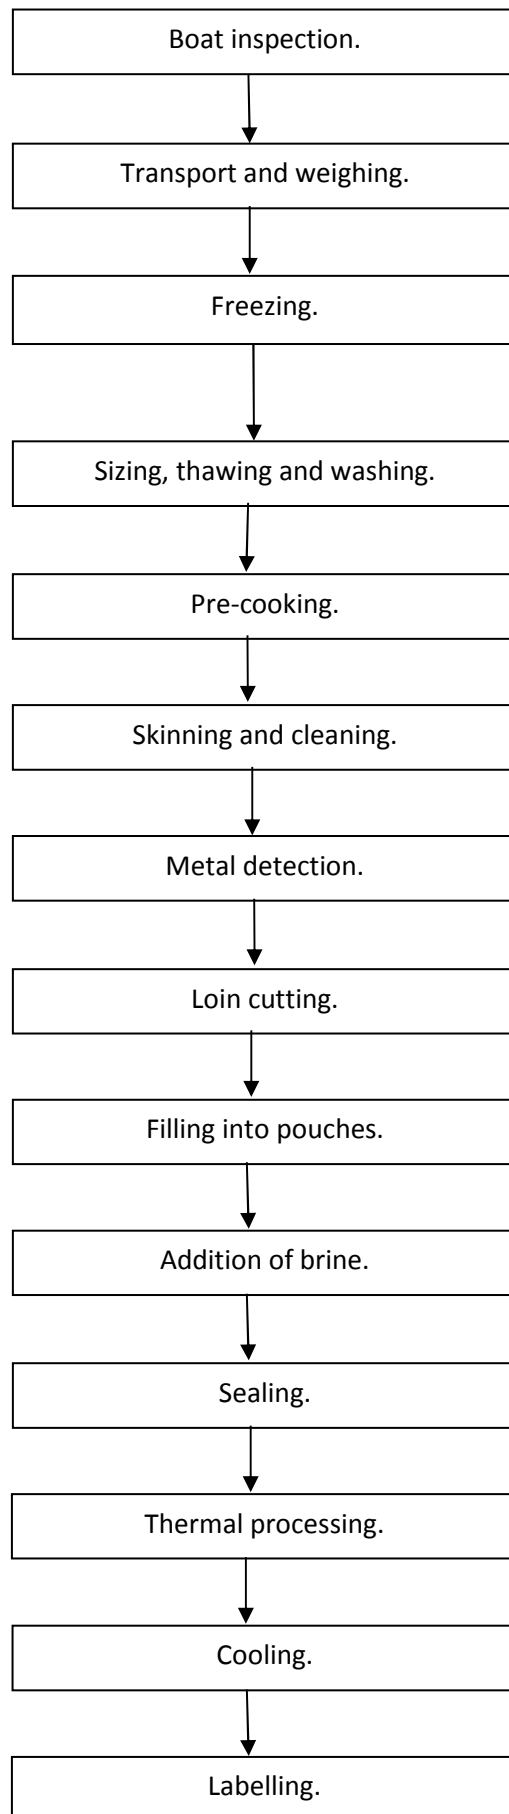 Boat inspection.
Transport and weighing.
Freezing.
Sizing, thawing and washing.
Pre-cooking.
Skinning and cleaning.
Metal detection.
Loin cutting.
Filling into pouches.
Addition of brine.
Sealing.
Thermal processing.
Cooling.
Labelling.